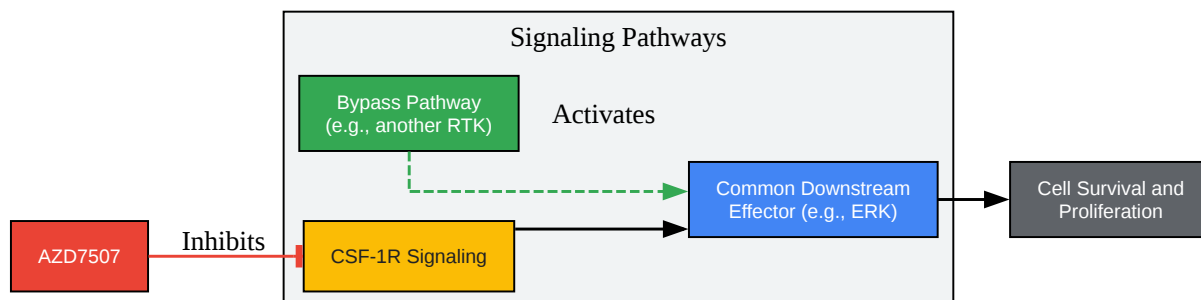 Signaling Pathways
Bypass Pathway
(e.g., another RTK)
Activates
Common Downstream
Effector (e.g., ERK)
Cell Survival and
Proliferation
AZD7507
Inhibits
CSF-1R Signaling